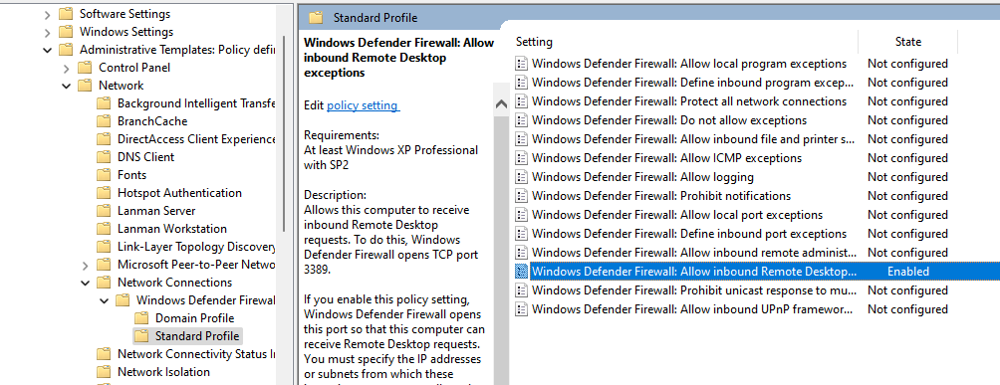 Software Settings
Windows Settings
Administrative Templates: Policy defin
Control Panel
Network
Background Intelligent Transfe
BranchCache
DirectAccess Client Experience
DNS Client
Fonts
Hotspot Authentication
Lanman Server
Lanman Workstation
Link-Layer Topology Discovery
Microsoft Peer-to-Peer Netwo
Network Connections
Windows Defender Firewal
Domain Profile
Standard Profile
Network Connectivity Status I
Network Isolation
Standard Profile
Windows Defender Firewall: Allow
inbound Remote Desktop
exceptions
Edit policy setting
Requirements:
At least Windows XP Professional
with SP2
Description:
Allows this computer to receive
inbound Remote Desktop
requests. To do this, Windows
Defender Firewall opens TCP port
3389.
If you enable this policy setting,
Windows Defender Firewall opens
this port so that this computer can
receive Remote Desktop requests.
You must specify the IP addresses
or subnets from which these
Setting State
Windows Defender Firewall: Allow local program exceptions Not configured
Windows Defender Firewall: Define inbound program excep... Not configured
Windows Defender Firewall: Protect all network connections Not configured
Windows Defender Firewall: Do not allow exceptions Not configured
Windows Defender Firewall: Allow inbound file and printer s... Not configured
Windows Defender Firewall: Allow ICMP exceptions Not configured
Windows Defender Firewall: Allow logging Not configured
Windows Defender Firewall: Prohibit notifications Not configured
Windows Defender Firewall: Allow local port exceptions Not configured
Windows Defender Firewall: Define inbound port exceptions Not configured
Windows Defender Firewall: Allow inbound remote administ... Not configured
Windows Defender Firewall: Allow inbound Remote Desktop... Enabled
Windows Defender Firewall: Prohibit unicast response to mu... Not configured
Windows Defender Firewall: Allow inbound UPnP framewor... Not configured